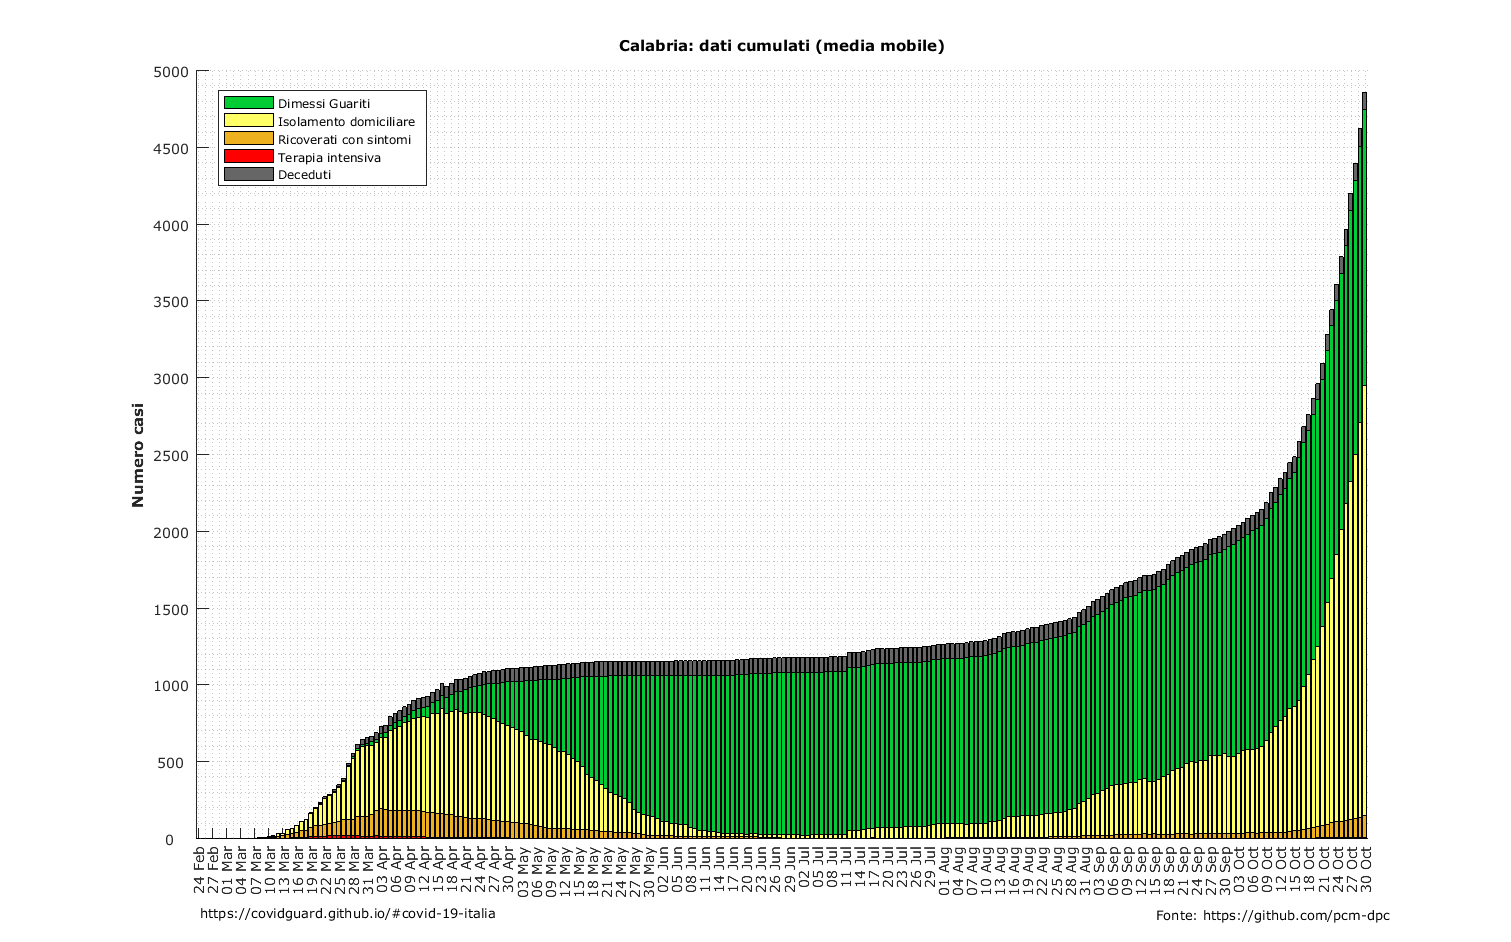 Calabria: dati cumulati (media mobile)
5000
4500
4000
3500
3000
2500
2000
1500
1000
500
0
Numero casi
Dimessi Guariti
Isolamento domiciliare
Ricoverati con sintomi
Terapia intensiva
Deceduti
24 Feb
27 Feb
01 Mar
04 Mar
07 Mar
10 Mar
13 Mar
16 Mar
19 Mar
22 Mar
25 Mar
28 Mar
31 Mar
03 Apr
06 Apr
09 Apr
12 Apr
15 Apr
18 Apr
21 Apr
24 Apr
27 Apr
30 Apr
03 May
06 May
09 May
12 May
15 May
18 May
21 May
24 May
27 May
30 May
02 Jun
05 Jun
08 Jun
11 Jun
14 Jun
17 Jun
20 Jun
23 Jun
26 Jun
29 Jun
02 Jul
05 Jul
08 Jul
11 Jul
14 Jul
17 Jul
20 Jul
23 Jul
26 Jul
29 Jul
01 Aug
04 Aug
07 Aug
10 Aug
13 Aug
16 Aug
19 Aug
22 Aug
25 Aug
28 Aug
31 Aug
03 Sep
06 Sep
09 Sep
12 Sep
15 Sep
18 Sep
21 Sep
24 Sep
27 Sep
30 Sep
03 Oct
06 Oct
09 Oct
12 Oct
15 Oct
18 Oct
21 Oct
24 Oct
27 Oct
30 Oct
https://covidguard.github.io/#covid-19-italia
Fonte: https://github.com/pcm-dpc